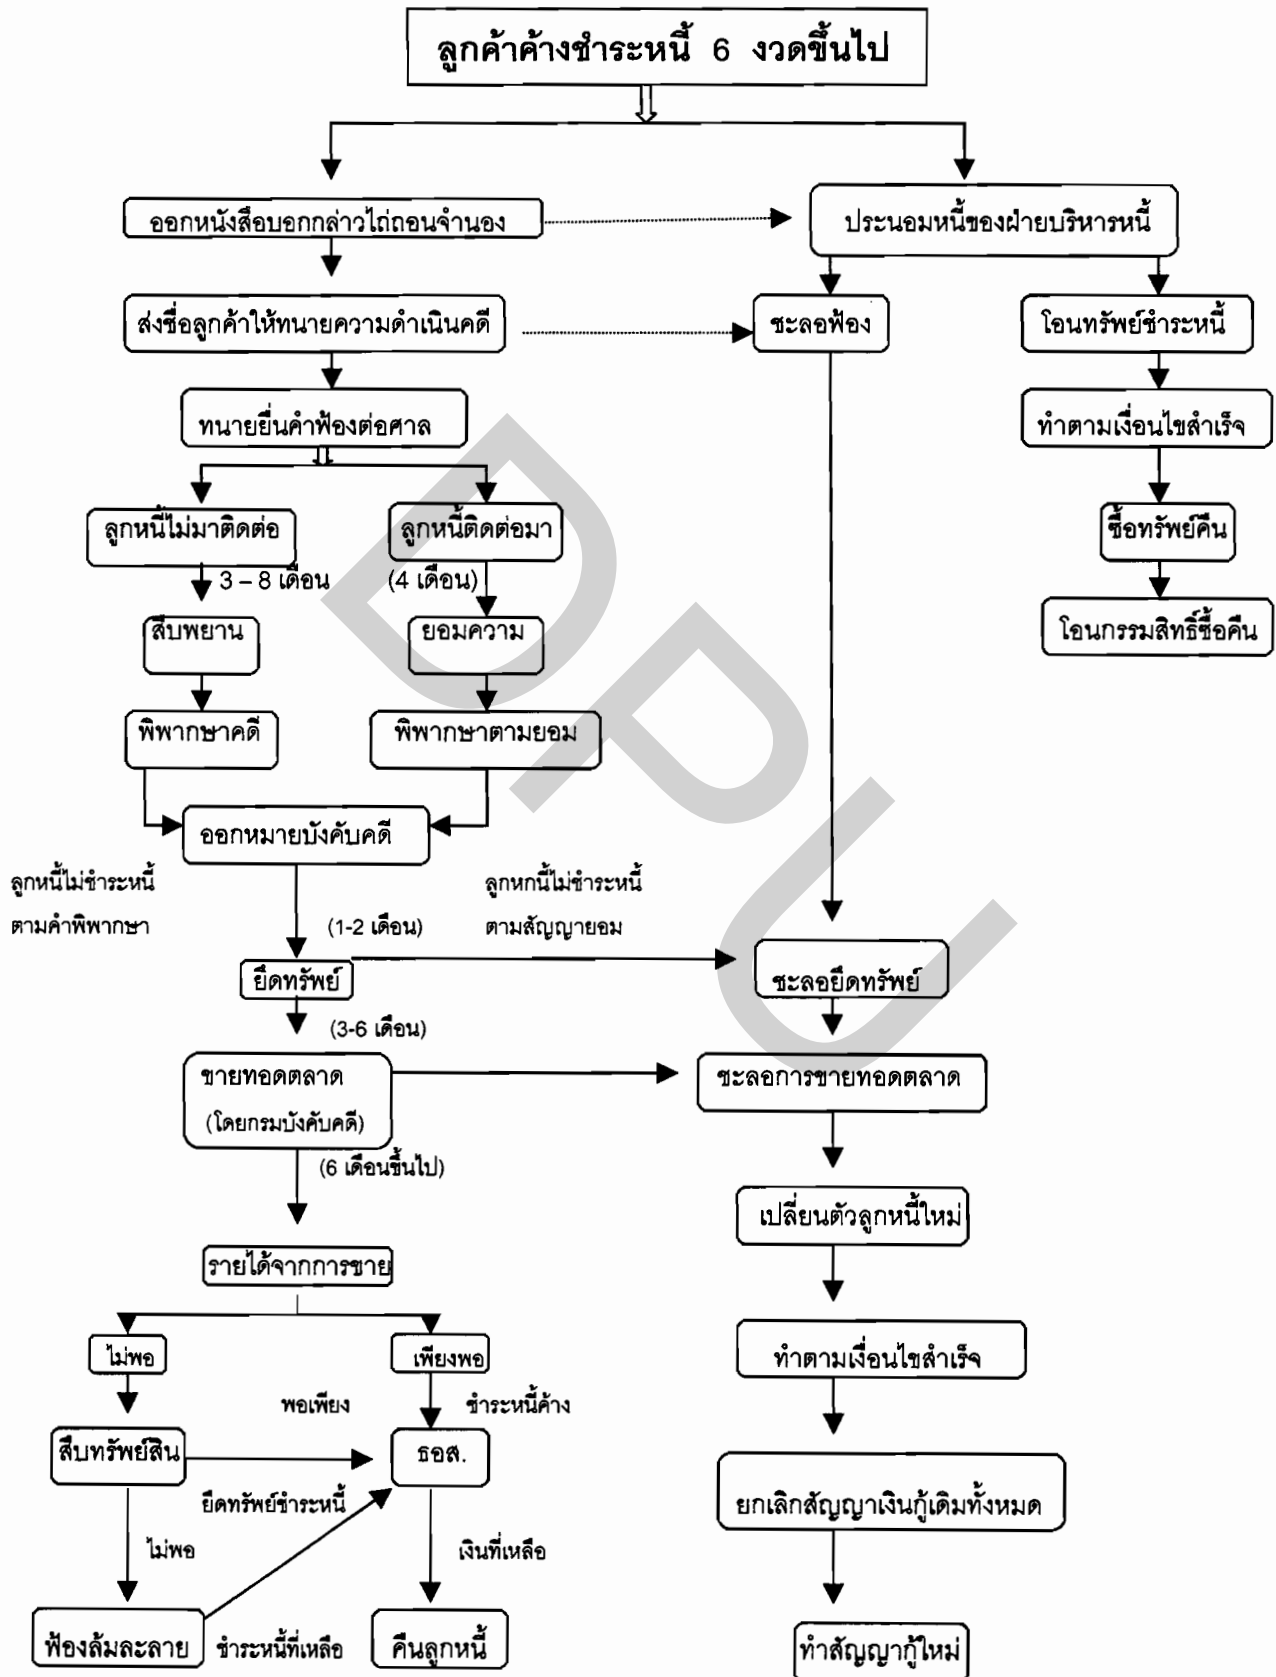 ลูกค้าค้างชำระหนี้ 6 งวดขึ้นไป
ออกหนังสือบอกกล่าวไถ่ถอนจำนอง
ประนอมหนี้ของฝ่ายบริหารหนี้
ส่งชื่อลูกค้าให้ทนายความดำเนินคดี
ชะลอฟ้อง
โอนทรัพย์ชำระหนี้
ทนายยื่นคำฟ้องต่อศาล
ทำตามเงื่อนไขสำเร็จ
ลูกหนี้ไม่มาติดต่อ
ลูกหนี้ติดต่อมา
ซื้อทรัพย์คืน
3 – 8 เดือน
(4 เดือน)
สืบพยาน
ยอมความ
โอนกรรมสิทธิ์ซื้อคืน
พิพากษาคดี
พิพากษาตามยอม
ออกหมายบังคับคดี
ลูกหนี้ไม่ชำระหนี้
ตามคำพิพากษา
(1-2 เดือน)
ลูกหกนี้ไม่ชำระหนี้
ตามสัญญายอม
ยึดทรัพย์
ชะลอยึดทรัพย์
(3-6 เดือน)
ขายทอดตลาด
(โดยกรมบังคับคดี)
ชะลอการขายทอดตลาด
(6 เดือนขึ้นไป)
เปลี่ยนตัวลูกหนี้ใหม่
รายได้จากการขาย
ไม่พอ
เพียงพอ
ทำตามเงื่อนไขสำเร็จ
พอเพียง
ชำระหนี้ค้าง
สืบทรัพย์สิน
ธอส.
ยึดทรัพย์ชำระหนี้
ยกเลิกสัญญาเงินกู้เดิมทั้งหมด
ไม่พอ
เงินที่เหลือ
ฟ้องล้มละลาย
ชำระหนี้ที่เหลือ
คืนลูกหนี้
ทำสัญญากู้ใหม่
DPU